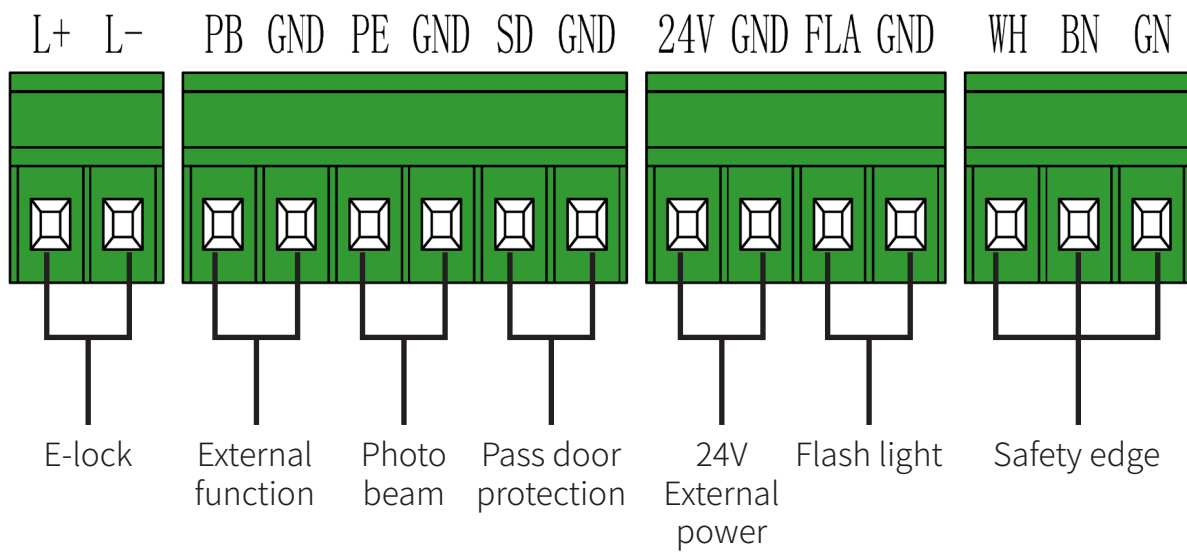 L+ L- PB GND PE GND SD GND 24V GND FLA GND WH BN GN
E-lock
External
function
Photo
beam
Pass door
protection
24V
External
power
Flash light
Safety edge